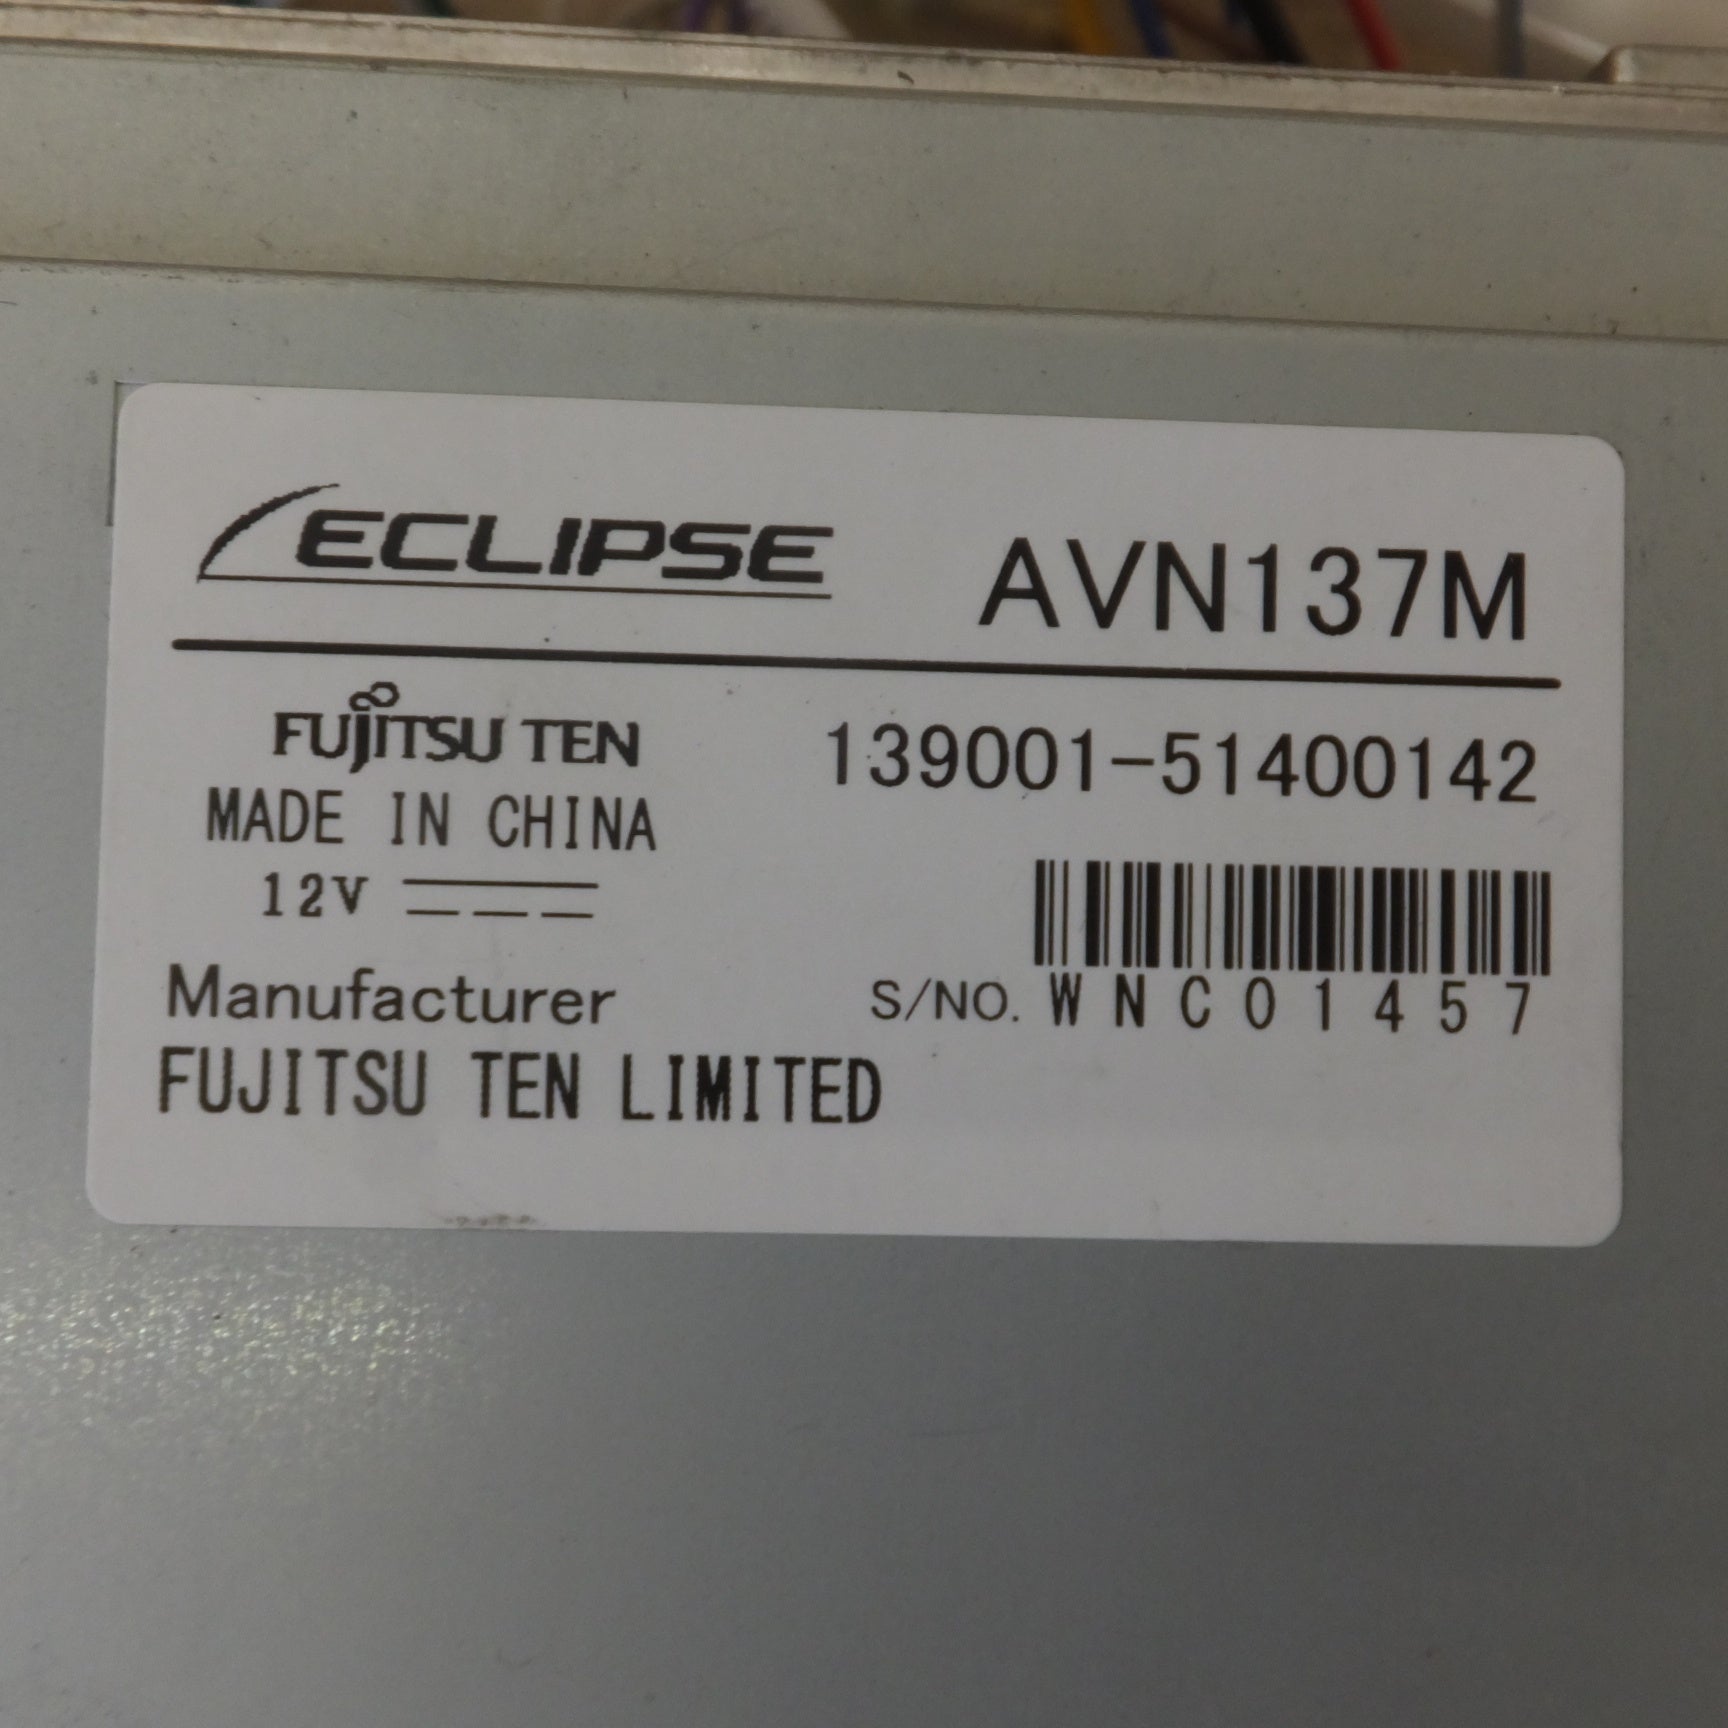 ECLIPSE AVN137M
FUJITSU TEN 139001-51400142
MADE IN CHINA
12V
Manufacturer S/NO. WNC01457
FUJITSU TEN LIMITED